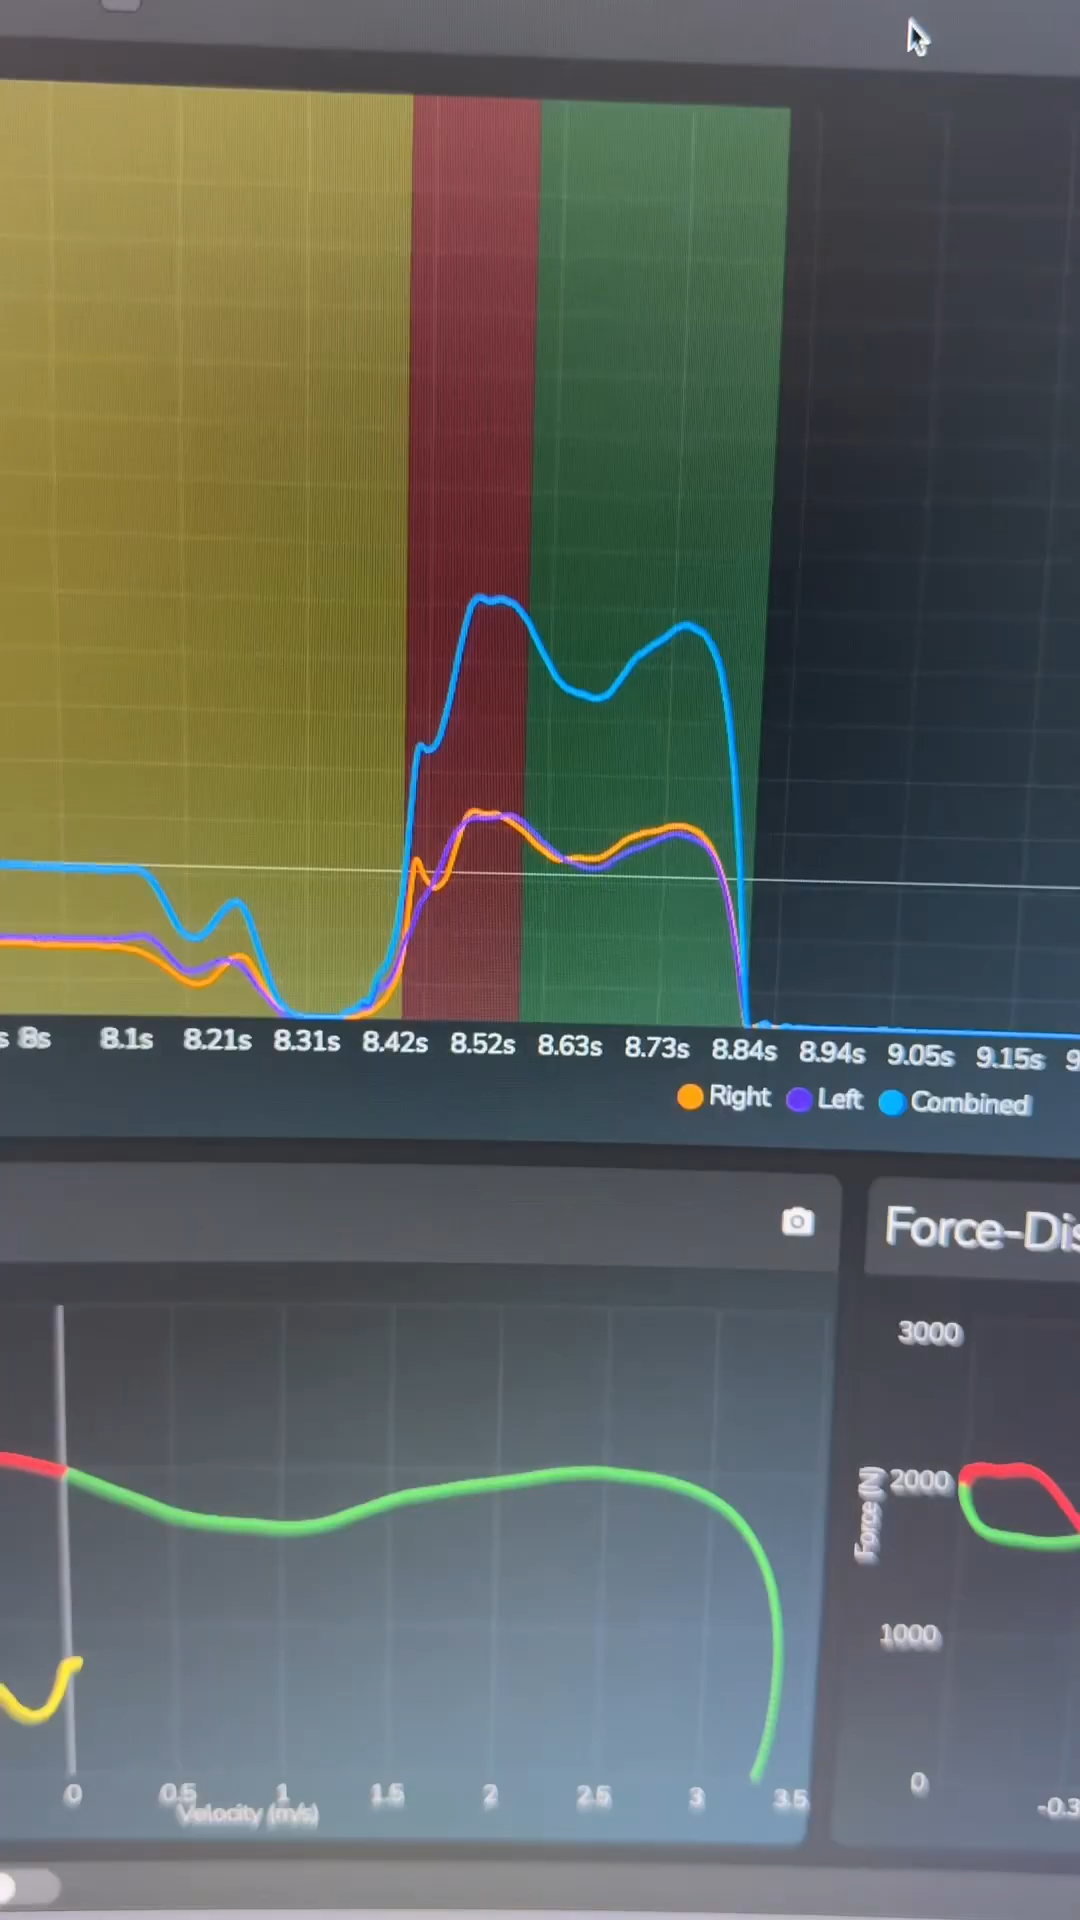 s 8s 8.1s 8.21s 8.31s 8.42s 8.52s 8.63s 8.73s 8.84s 8.94s 9.05s 9.15s 9
Right Left Combined
Force-Dis
3000
2000
Force (N)
1000
0
-0.3
0 0.5 1 1.5 2 2.5 3 3.5
Velocity (m/s)